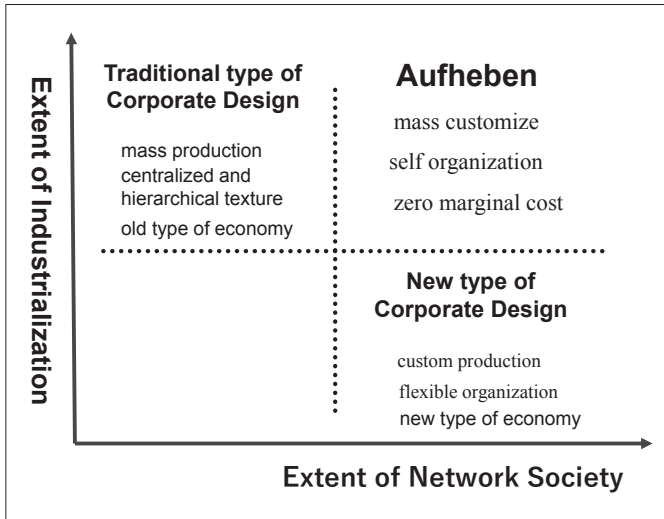 Extent of Industrialization
Traditional type of
Corporate Design
mass production
centralized and
hierarchical texture
old type of economy
Aufheben
mass customize
self organization
zero marginal cost
New type of
Corporate Design
custom production
flexible organization
new type of economy
Extent of Network Society